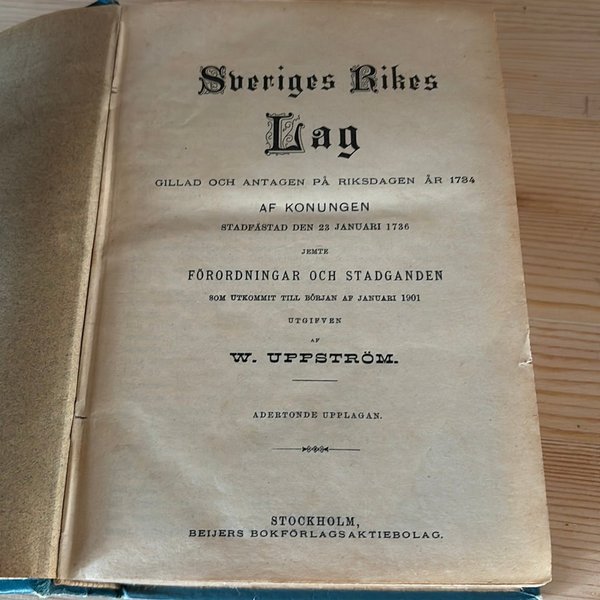 Sveriges Rikes
Lag
GILLAD OCH ANTAGEN PÅ RIKSDAGEN ÅR 1734
AF KONUNGEN
STADFÄSTAD DEN 23 JANUARI 1736
JEMTE
FÖRORDNINGAR OCH STADGANDEN
SOM UTKOMMIT TILL BÖRJAN AF JANUARI 1901
UTGIFVEN
AF
W. UPPSTRÖM.
ADERTONDE UPPLAGAN.
STOCKHOLM,
BEIJERS BOKFÖRLAGSAKTIEBOLAG.